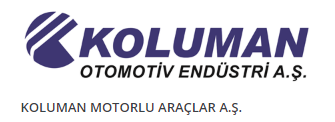 KOLUMAN
OTOMOTİV ENDÜSTRİ A.Ş.
KOLUMAN MOTORLU ARAÇLAR A.Ş.